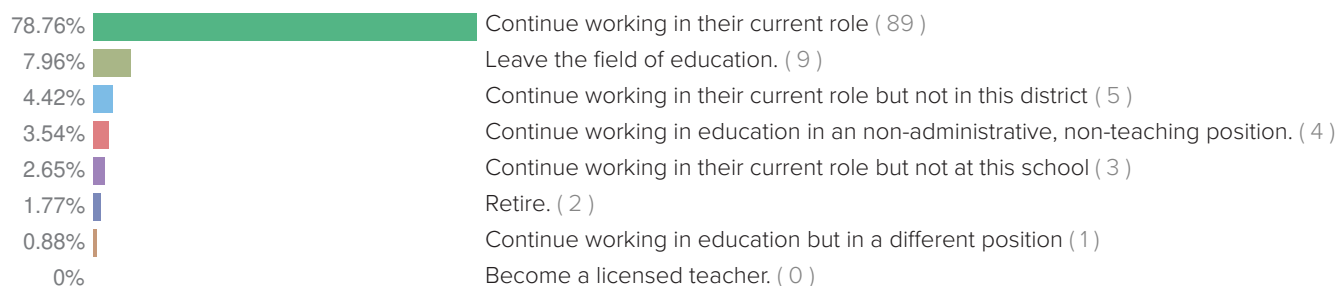 78.76% Continue working in their current role ( 89 )
7.96% Leave the field of education. ( 9 )
4.42% Continue working in their current role but not in this district ( 5 )
3.54% Continue working in education in an non-administrative, non-teaching position. ( 4 )
2.65% Continue working in their current role but not at this school ( 3 )
1.77% Retire. ( 2 )
0.88% Continue working in education but in a different position ( 1 )
0% Become a licensed teacher. ( 0 )